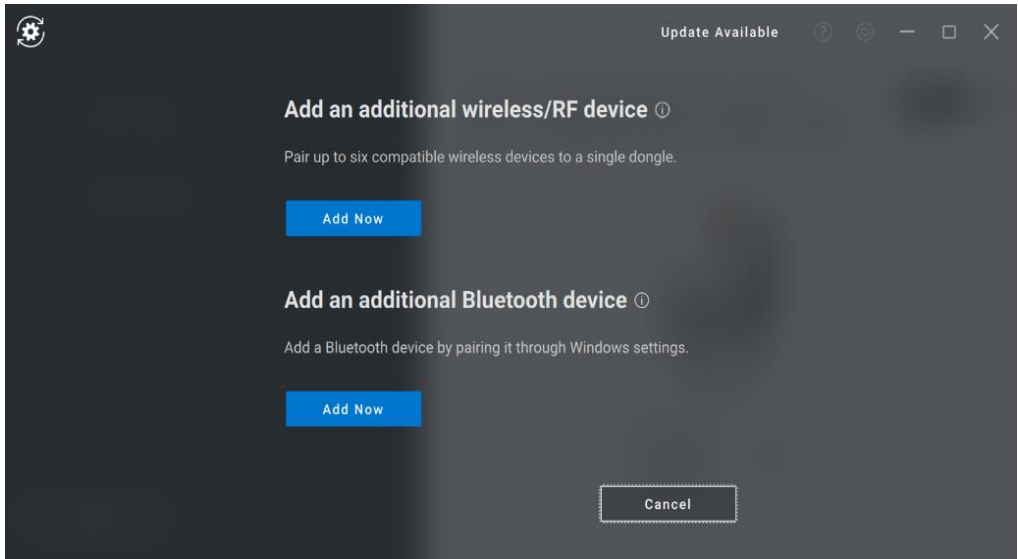 Update Available
Add an additional wireless/RF device
Pair up to six compatible wireless devices to a single dongle.
Add Now
Add an additional Bluetooth device
Add a Bluetooth device by pairing it through Windows settings.
Add Now
Cancel